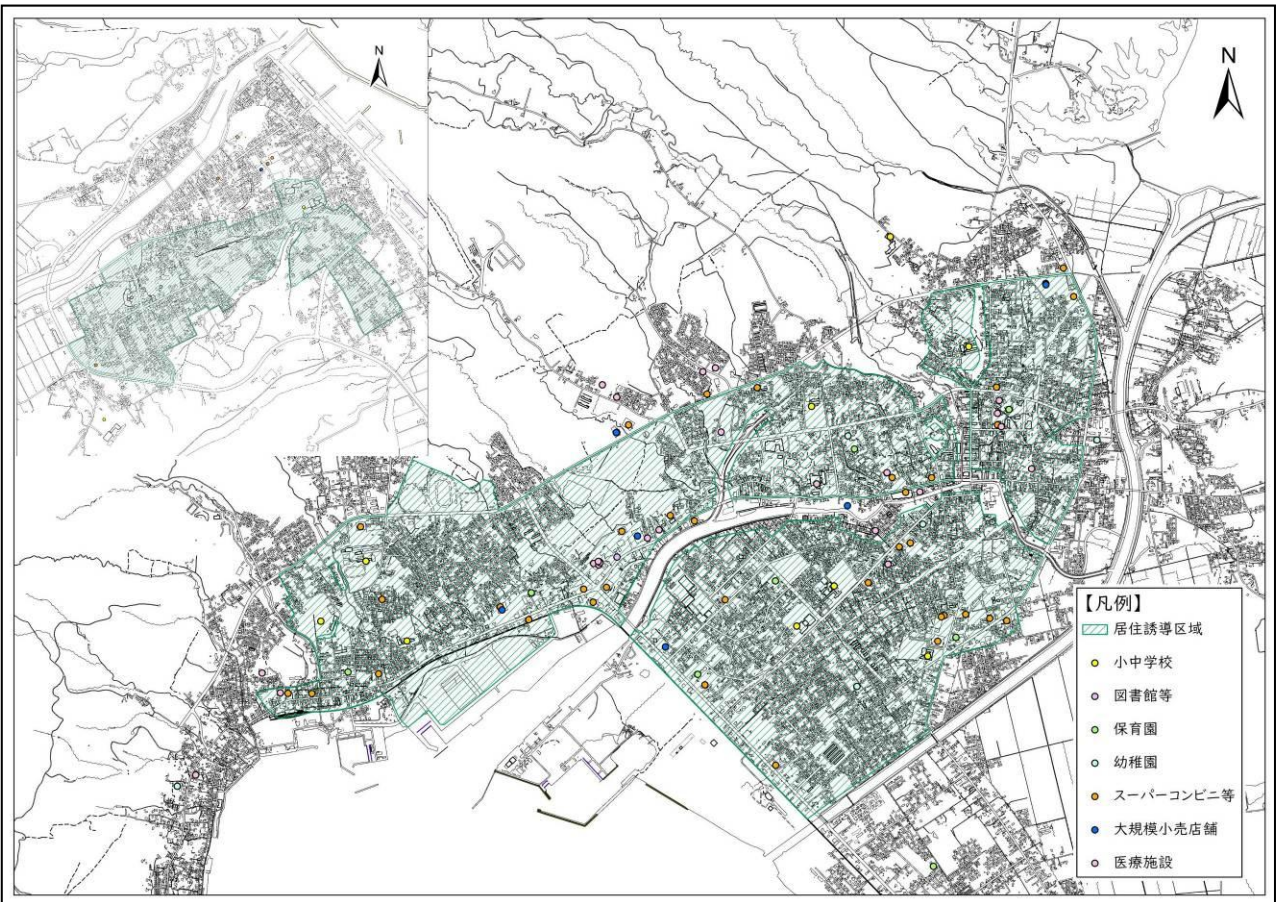 N
N
【凡例】
居住誘導区域
小中学校
図書館等
保育園
幼稚園
スーパーコンビニ等
大規模小売店舗
医療施設